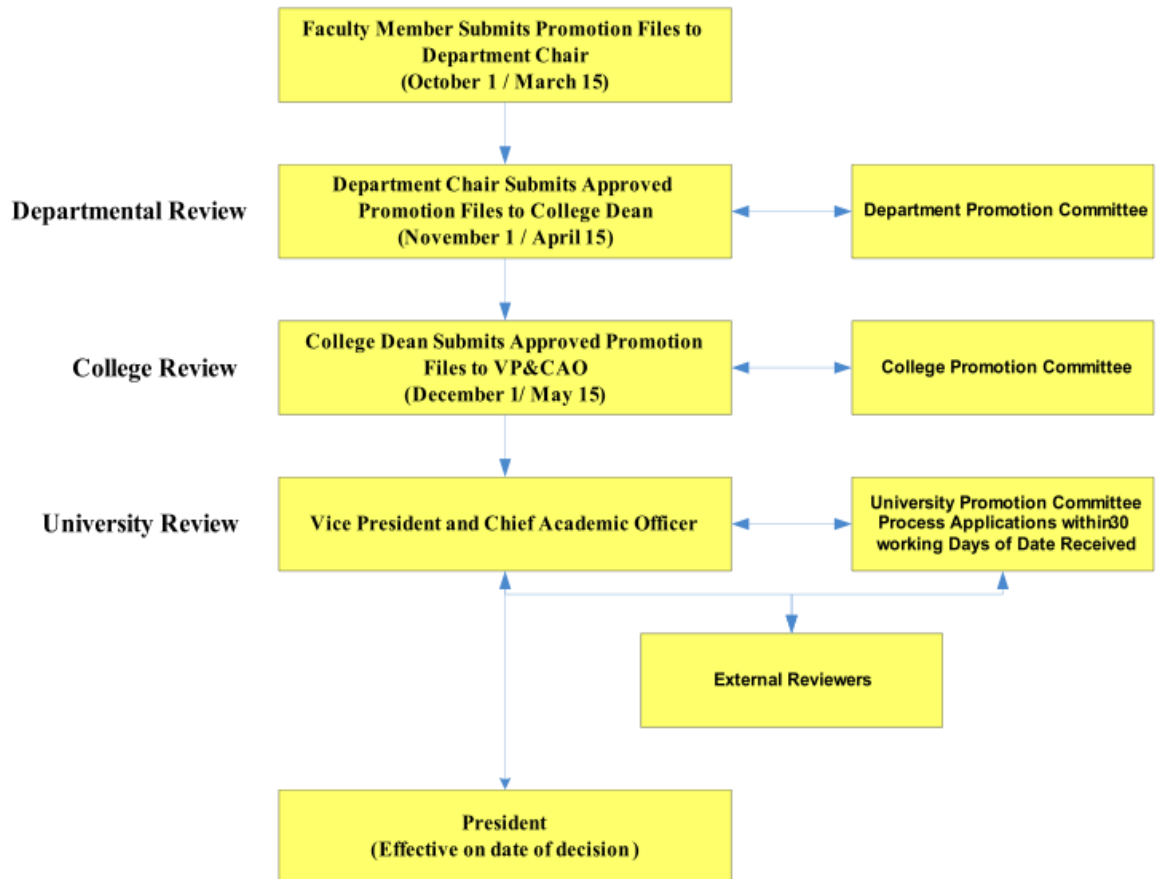 Faculty Member Submits Promotion Files to
Department Chair
(October 1 / March 15)
Departmental Review
Department Chair Submits Approved
Promotion Files to College Dean
(November 1 / April 15)
Department Promotion Committee
College Review
College Dean Submits Approved Promotion
Files to VP&CAO
(December 1/ May 15)
College Promotion Committee
University Review
Vice President and Chief Academic Officer
University Promotion Committee
Process Applications within30
working Days of Date Received
External Reviewers
President
(Effective on date of decision )